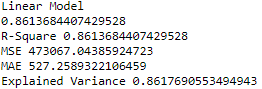 Linear Model
0.8613684407429528
R-Square 0.8613684407429528
MSE 473067.04385924723
MAE 527.2589322106459
Explained Variance 0.8617690553494943